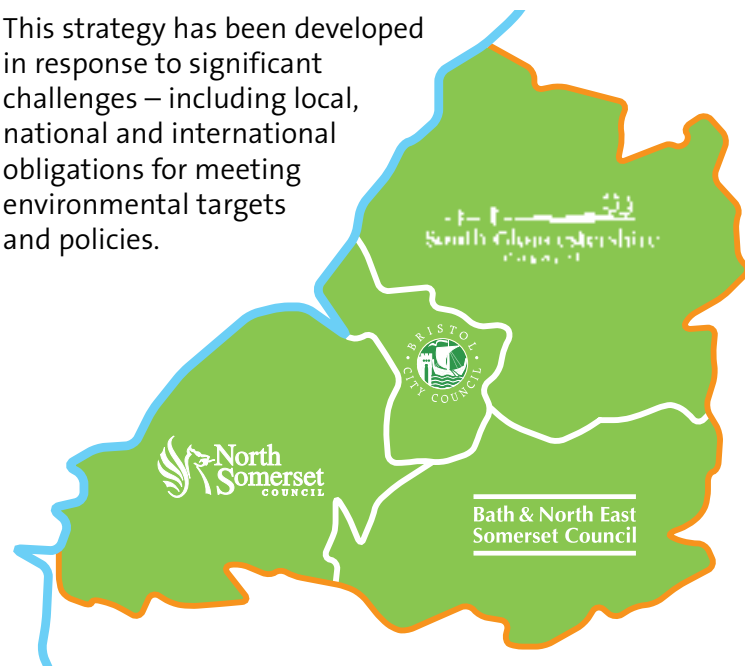 This strategy has been developed
in response to significant
challenges – including local,
national and international
obligations for meeting
environmental targets
and policies.
South Gloucestershire
Council
BRISTOL
CITY COUNCIL
North
Somerset
COUNCIL
Bath & North East
Somerset Council